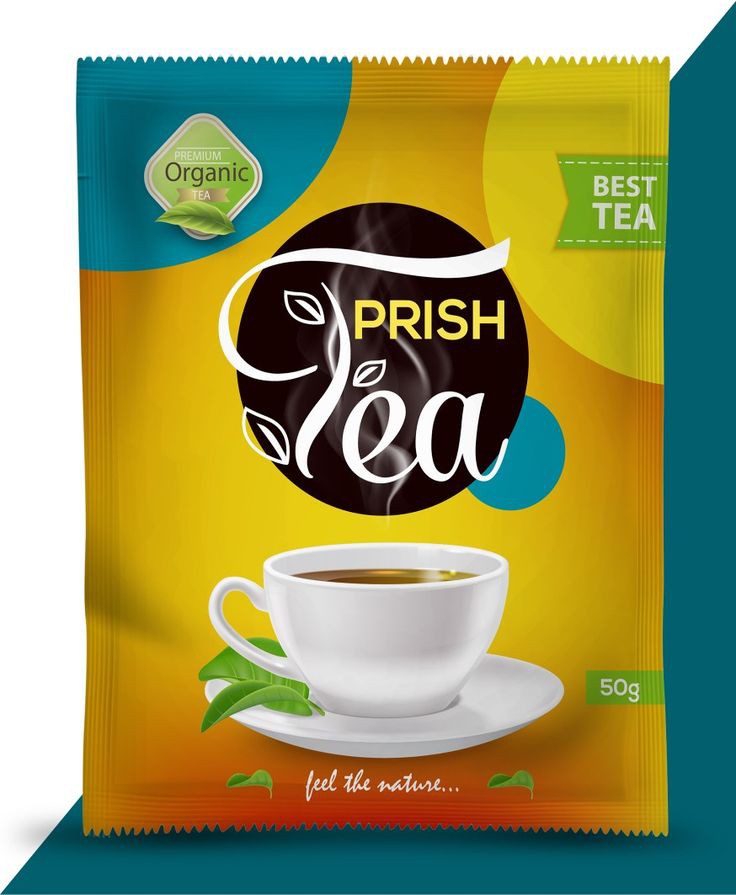 PREMIUM
Organic
TEA
BEST
TEA
PRISH
Tea
50g
feel the nature...